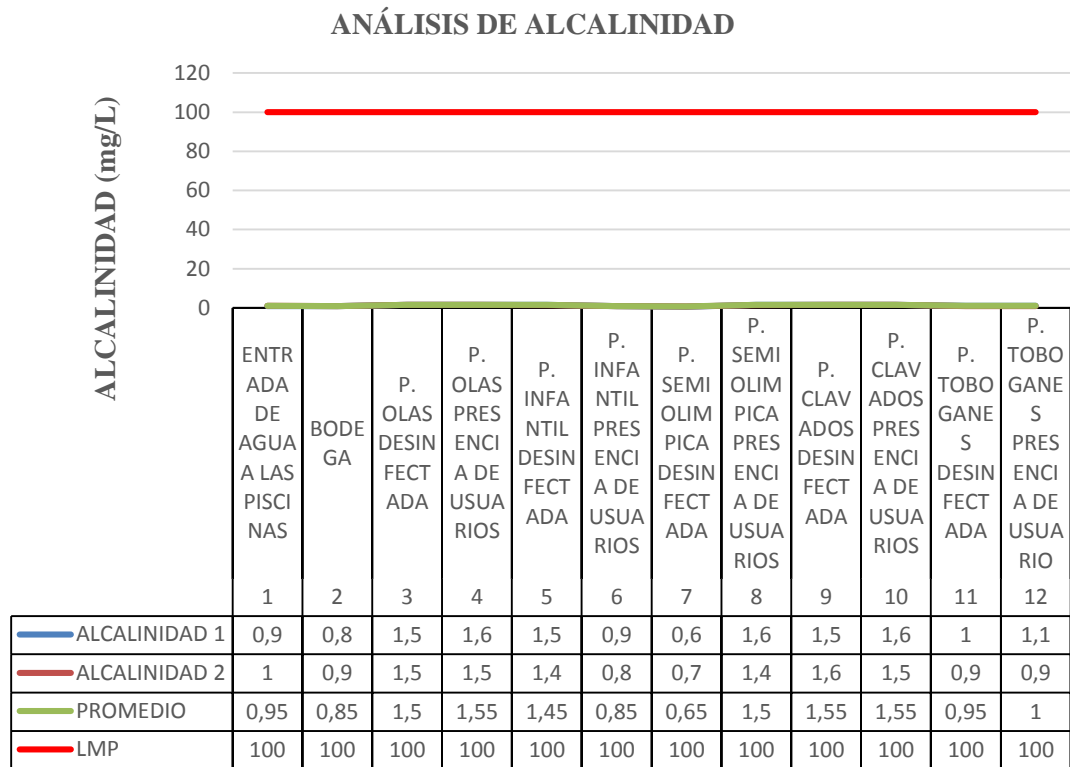 ANÁLISIS DE ALCALINIDAD
ALCALINIDAD (mg/L)
120
100
80
60
40
20
0
ENTR
ADA
DE
AGUA
A LAS
PISCI
NAS
BODE
GA
P.
OLAS
DESIN
FECT
ADA
P.
OLAS
PRES
ENCI
A DE
USUA
RIOS
P.
INFA
NTIL
DESIN
FECT
ADA
P.
INFA
NTIL
PRES
ENCI
A DE
USUA
RIOS
P.
SEMI
OLIM
PICA
DESIN
FECT
ADA
P.
SEMI
OLIM
PICA
PRES
ENCI
A DE
USUA
RIOS
P.
CLAV
ADOS
DESIN
FECT
ADA
P.
CLAV
ADOS
PRES
ENCI
A DE
USUA
RIOS
P.
TOBO
GANE
S
DESIN
FECT
ADA
P.
TOBO
GANE
S
PRES
ENCI
A DE
USUA
RIO
1 2 3 4 5 6 7 8 9 10 11 12
ALCALINIDAD 1 0,9 0,8 1,5 1,6 1,5 0,9 0,6 1,6 1,5 1,6 1 1,1
ALCALINIDAD 2 1 0,9 1,5 1,5 1,4 0,8 0,7 1,4 1,6 1,5 0,9 0,9
PROMEDIO 0,95 0,85 1,5 1,55 1,45 0,85 0,65 1,5 1,55 1,55 0,95 1
LMP 100 100 100 100 100 100 100 100 100 100 100 100